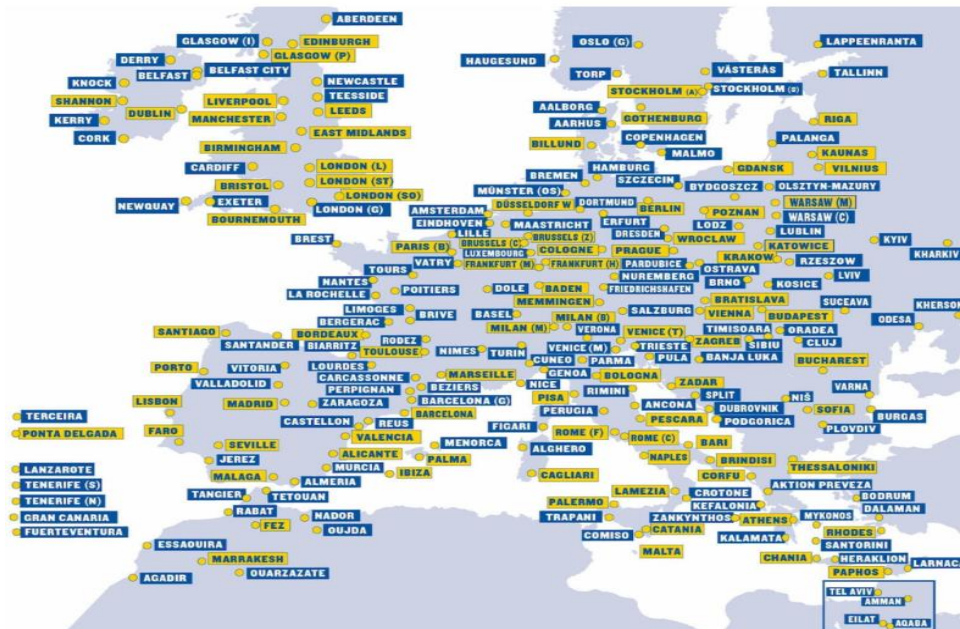 ABERDEEN
GLASGOW (I)
EDINBURGH
GLASGOW (P)
DERRY
BELFAST CITY
BELFAST
KNOCK
NEWCASTLE
TEESSIDE
SHANNON
LIVERPOOL
LEEDS
DUBLIN
MANCHESTER
KERRY
EAST MIDLANDS
CORK
BIRMINGHAM
CARDIFF
LONDON (L)
BRISTOL
LONDON (ST)
LONDON (SO)
NEWQUAY
EXETER
LONDON (G)
BOURNEMOUTH
OSLO (G)
LAPPEENRANTA
HAUGESUND
TORP
VÄSTERÅS
TALLINN
STOCKHOLM (A)
STOCKHOLM (S)
AALBORG
GOTHENBURG
AARHUS
RIGA
COPENHAGEN
PALANGA
BILLUND
MALMO
KAUNAS
HAMBURG
GDANSK
VILNIUS
BREMEN
SZCZECIN
BYDGOSZCZ
OLSZTYN-MAZURY
MÜNSTER (OS)
DÜSSELDORF W
DORTMUND
BERLIN
WARSAW (M)
AMSTERDAM
ERFURT
POZNAN
WARSAW (C)
EINDHOVEN
MAASTRICHT
DRESDEN
LODZ
LUBLIN
LILLE
BREST
PARIS (B)
BRUSSELS (C)
BRUSSELS (Z)
WROCLAW
KATOWICE
KYIV
LUXEMBOURG
COLOGNE
PRAGUE
KRAKOW
RZESZOW
KHARKIV
VATRY
FRANKFURT (M)
FRANKFURT (H)
PARDUBICE
OSTRAVA
TOURS
NUREMBERG
BRNO
LVIV
NANTES
POITIERS
DOLE
BADEN
FRIEDRICHSHAFEN
KOSICE
LA ROCHELLE
MEMMINGEN
BRATISLAVA
SUCEAVA
KHERSON
LIMOGES
BRIVE
BASEL
MILAN (B)
SALZBURG
VIENNA
BUDAPEST
ODESA
BERGERAC
MILAN (M)
VERONA
VENICE (T)
TIMISOARA
ORADEA
SANTIAGO
BORDEAUX
RODEZ
ZAGREB
SIBIU
CLUJ
SANTANDER
BIARRITZ
TOULOUSE
NIMES
TURIN
VENICE (M)
TRIESTE
PORTO
VITORIA
LOURDES
CUNEO
PARMA
PULA
BANJA LUKA
BUCHAREST
VALLADOLID
CARCASSONNE
MARSEILLE
GENOA
BOLOGNA
PERPIGNAN
BEZIERS
NICE
RIMINI
ZADAR
VARNA
LISBON
MADRID
ZARAGOZA
BARCELONA (G)
PISA
SPLIT
NIŠ
TERCEIRA
BARCELONA
PERUGIA
ANCONA
DUBROVNIK
SOFIA
BURGAS
CASTELLON
REUS
FIGARI
PESCARA
PODGORICA
PLOVDIV
PONTA DELGADA
FARO
VALENCIA
ROME (F)
ROME (C)
SEVILLE
MENORCA
BARI
JEREZ
ALICANTE
PALMA
ALGHERO
NAPLES
BRINDISI
THESSALONIKI
LANZAROTE
MURCIA
IBIZA
CAGLIARI
CORFU
MALAGA
ALMERIA
AKTION PREVEZA
TENERIFE (S)
TANGIER
TETOUAN
LAMEZIA
CROTONE
BODRUM
TENERIFE (N)
RABAT
NADOR
PALERMO
KEFALONIA
DALAMAN
GRAN CANARIA
FEZ
OUJDA
TRAPANI
ZANKYNTHOS
ATHENS
MYKONOS
FUERTEVENTURA
COMISO
CATANIA
KALAMATA
RHODES
ESSAOUIRA
MALTA
SANTORINI
MARRAKESH
CHANIA
HERAKLION
AGADIR
OUARZAZATE
PAPHOS
LARNACA
TEL AVIV
AMMAN
EILAT
AQABA